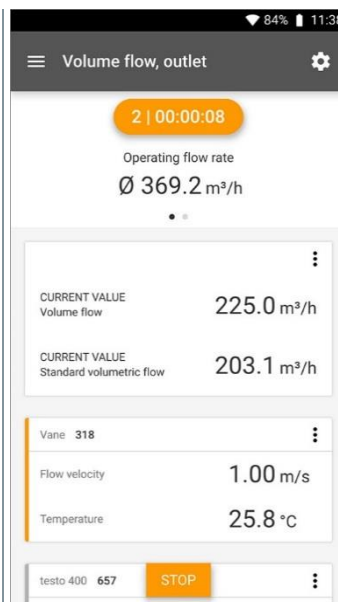 84% 11:38
Volume flow, outlet
2 | 00:00:08
Operating flow rate
Ø 369.2 m³/h
CURRENT VALUE
Volume flow
225.0 m³/h
CURRENT VALUE
Standard volumetric flow
203.1 m³/h
Vane 318
Flow velocity 1.00 m/s
Temperature 25.8 °C
testo 400 657 STOP